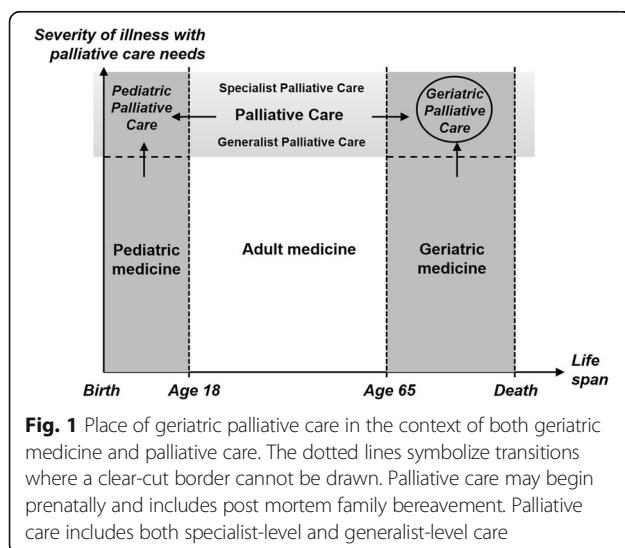 Severity of illness with
palliative care needs
Pediatric
Palliative
Care
Specialist Palliative Care
Palliative Care
Generalist Palliative Care
Geriatric
Palliative
Care
Pediatric
medicine
Adult medicine
Geriatric
medicine
Life
span
Birth
Age 18
Age 65
Death
Fig. 1 Place of geriatric palliative care in the context of both geriatric
medicine and palliative care. The dotted lines symbolize transitions
where a clear-cut border cannot be drawn. Palliative care may begin
prenatally and includes post mortem family bereavement. Palliative
care includes both specialist-level and generalist-level care